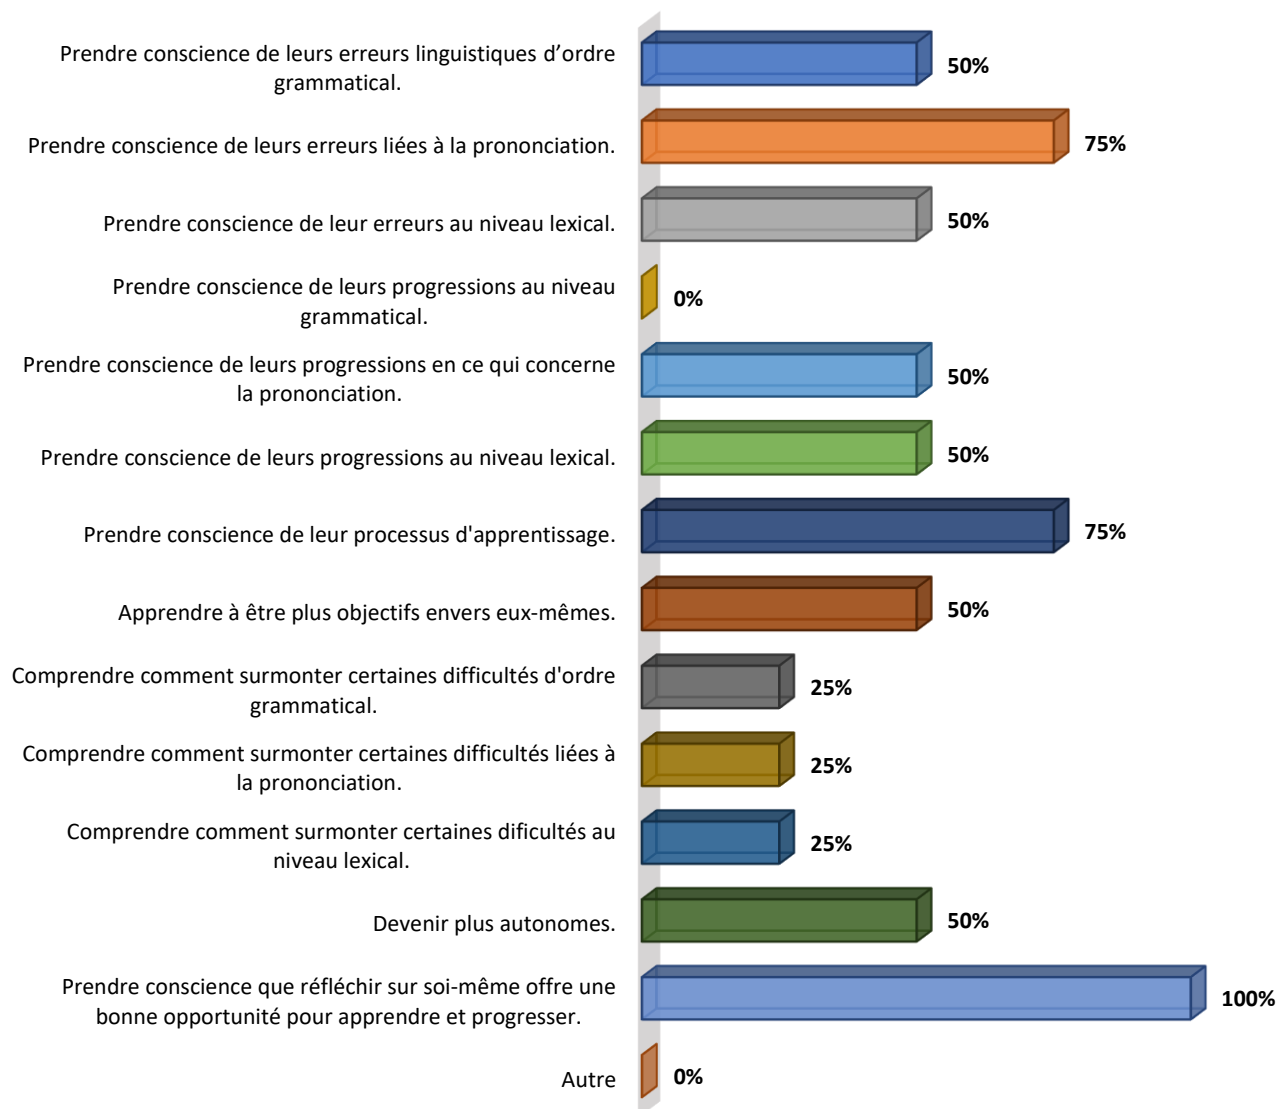 Prendre conscience de leurs erreurs linguistiques d’ordre
grammatical.
50%
Prendre conscience de leurs erreurs liées à la prononciation.
75%
Prendre conscience de leur erreurs au niveau lexical.
50%
Prendre conscience de leurs progressions au niveau
grammatical.
0%
Prendre conscience de leurs progressions en ce qui concerne
la prononciation.
50%
Prendre conscience de leurs progressions au niveau lexical.
50%
Prendre conscience de leur processus d'apprentissage.
75%
Apprendre à être plus objectifs envers eux-mêmes.
50%
Comprendre comment surmonter certaines difficultés d'ordre
grammatical.
25%
Comprendre comment surmonter certaines difficultés liées à
la prononciation.
25%
Comprendre comment surmonter certaines dificultés au
niveau lexical.
25%
Devenir plus autonomes.
50%
Prendre conscience que réfléchir sur soi-même offre une
bonne opportunité pour apprendre et progresser.
100%
Autre
0%